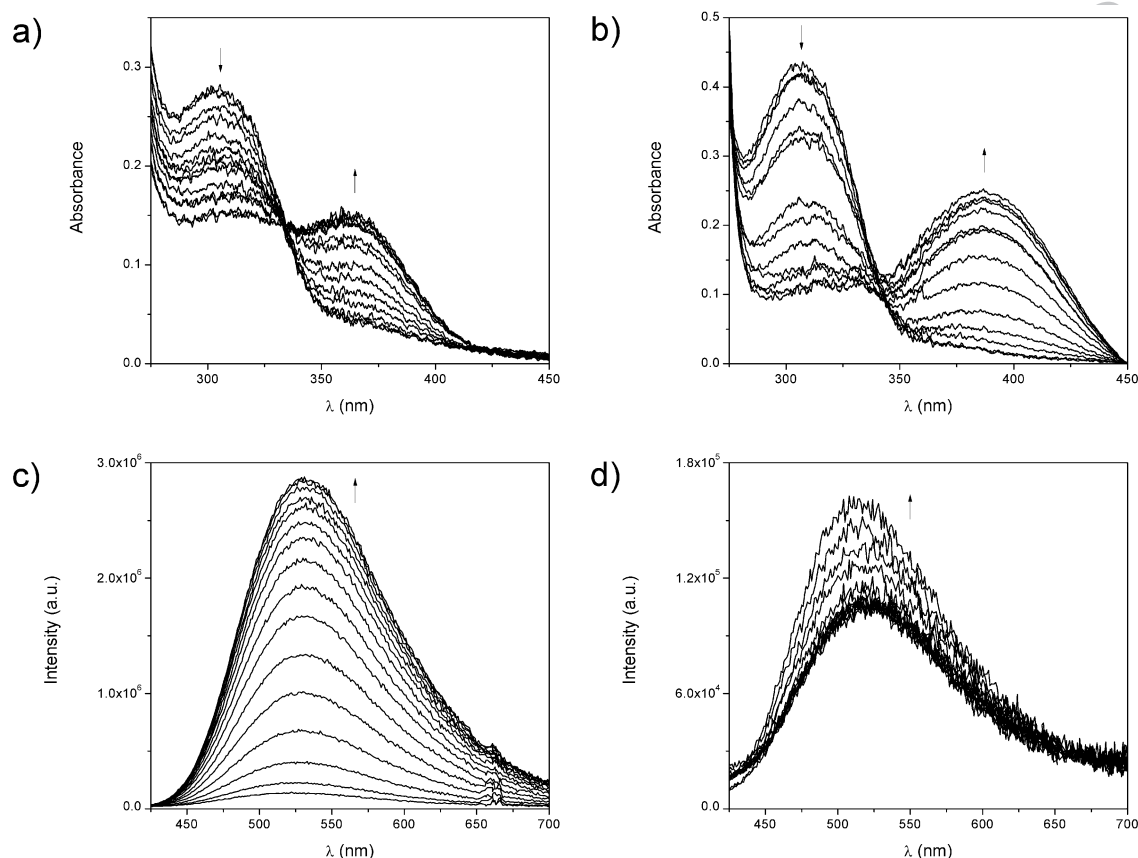 a)
0.3
0.2
0.1
0.0
Absorbance
300
350
400
450
λ (nm)
b)
0.5
0.4
0.3
0.2
0.1
0.0
Absorbance
300
350
400
450
λ (nm)
c)
3.0x10⁶
2.0x10⁶
1.0x10⁶
0.0
Intensity (a.u.)
450
500
550
600
650
700
λ (nm)
d)
1.8x10⁵
1.2x10⁵
6.0x10⁴
0.0
Intensity (a.u.)
450
500
550
600
650
700
λ (nm)